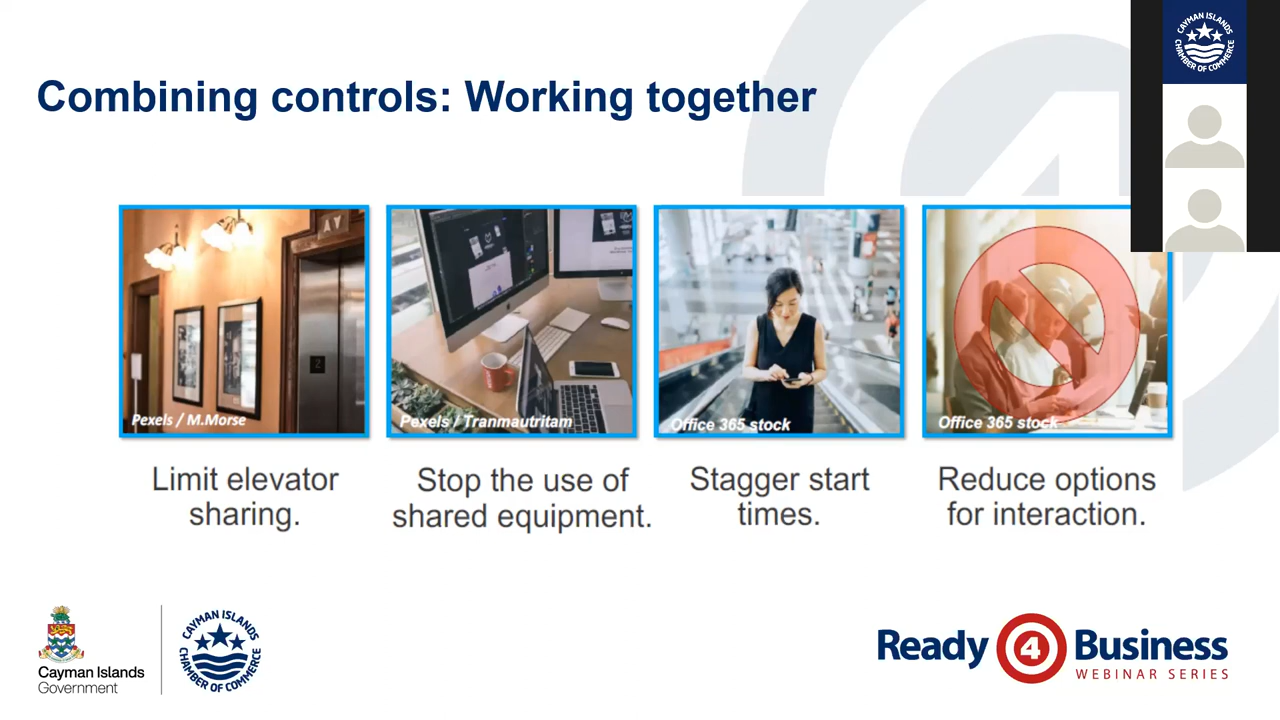 CAYMAN ISLANDS
CHAMBER OF COMMERCE
Combining controls: Working together
AY
2
Pexels / M.Morse
Pexels / Tranmautritam
Office 365 stock
Office 365 stock
Limit elevator
sharing.
Stop the use of
shared equipment.
Stagger start
times.
Reduce options
for interaction.
Cayman Islands
Government
CAYMAN ISLANDS
CHAMBER OF COMMERCE
Ready 4 Business
WEBINAR SERIES